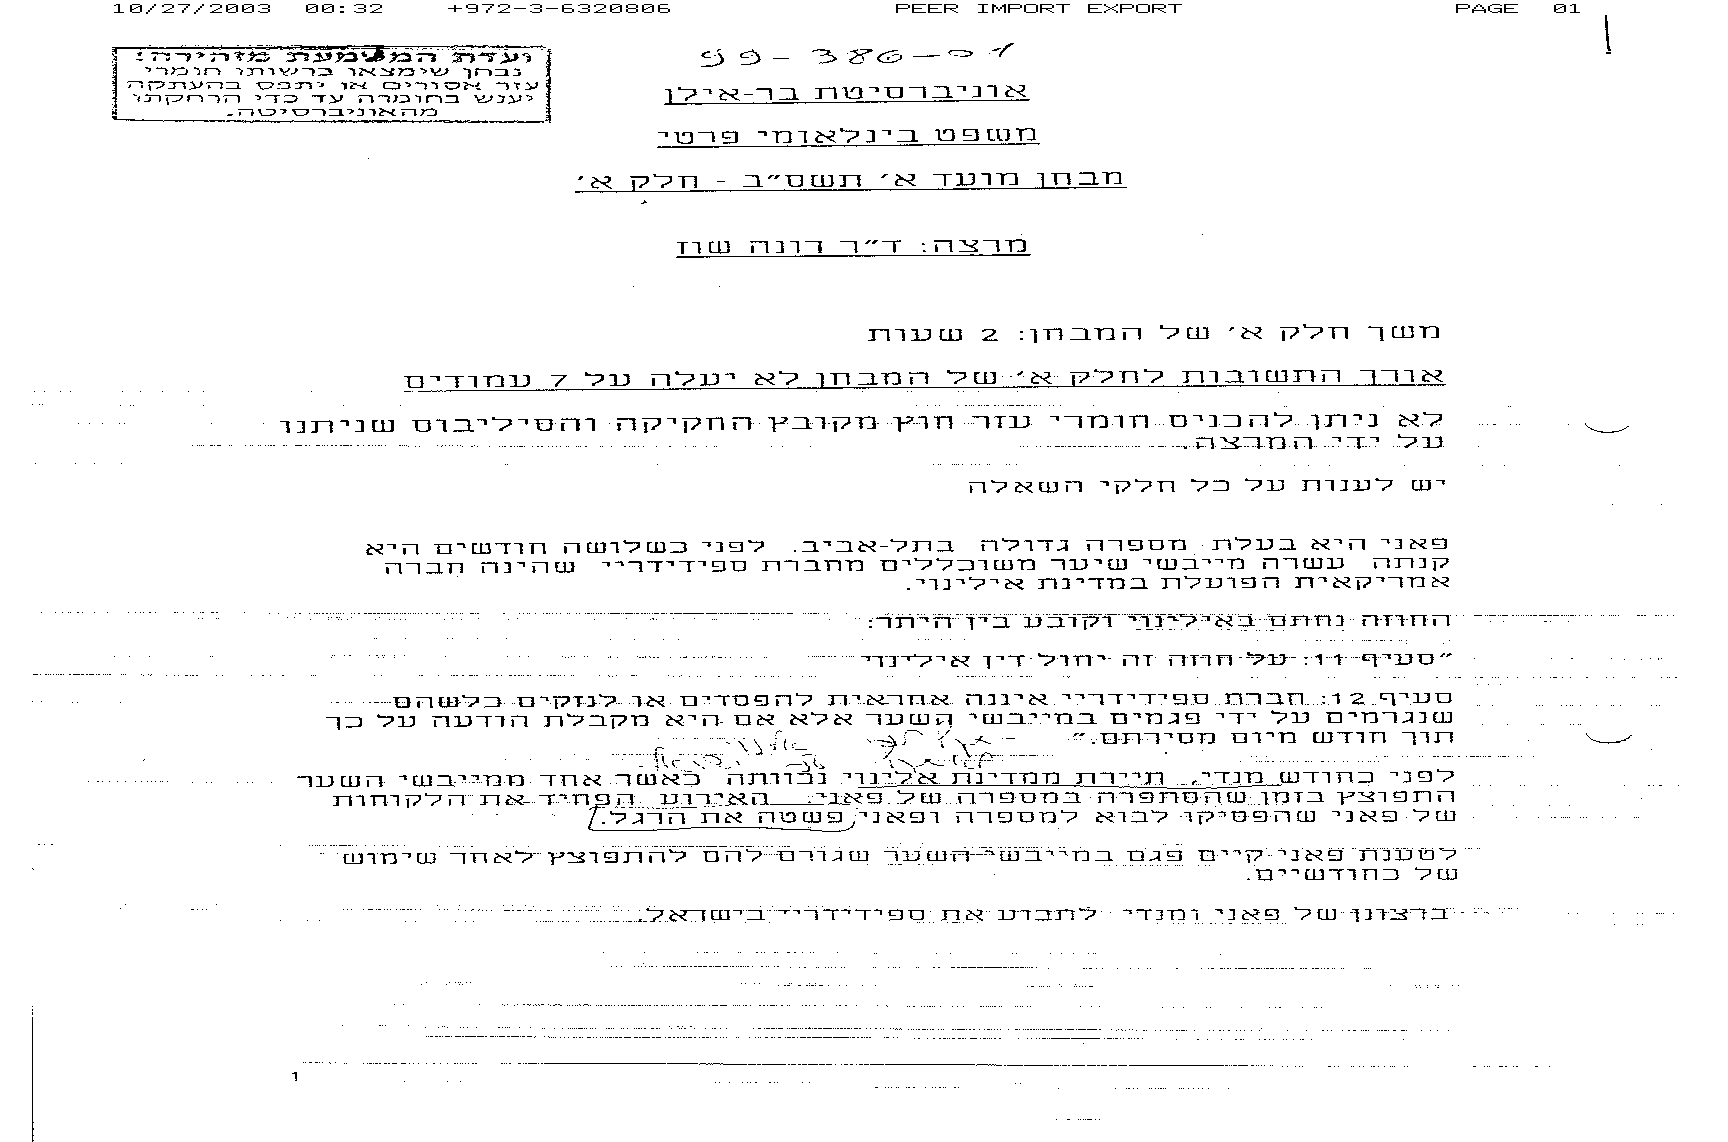 10/27/2003 00:32 +972-3-6320806 PEER IMPORT EXPORT PAGE 01
ועדת המשמעת מזהירה:
נבחן שימצאו ברשותו חומרי
עזר אסורים או יתפס בהעתקה
יענש בחומרה עד כדי הרחקתו
מהאוניברסיטה.
99-386-01
אוניברסיטת בר-אילן
משפט בינלאומי פרטי
מבחן מועד א׳ תשס״ב - חלק א׳
מרצה: ד״ר רונה שוז
משך חלק א׳ של המבחן: 2 שעות
אורך התשובות לחלק א׳ של המבחן לא יעלה על 7 עמודים
לא ניתן להכניס חומרי עזר חוץ מקובץ החקיקה והסיליבוס שניתנו
על ידי המרצה.
יש לענות על כל חלקי השאלה
פאני היא בעלת מספרה גדולה בתל-אביב. לפני כשלושה חודשים היא
קנתה עשרה מייבשי שיער משוכללים מחברת ספידידריי שהינה חברה
אמריקאית הפועלת במדינת אילינוי.
החוזה נחתם באילינוי וקובע בין היתר:
״סעיף 11: על חוזה זה יחול דין אילינוי
סעיף 12: חברת ספידידריי איננה אחראית להפסדים או לנזקים כלשהם
שנגרמים על ידי פגמים במייבשי השער אלא אם היא מקבלת הודעה על כך
תוך חודש מיום מסירתם.״
לפני כחודש מנדי, תיירת ממדינת אלינוי נכוותה כאשר אחד ממייבשי השער
התפוצץ בזמן שהסתפרה במספרה של פאני. האירוע הפחיד את הלקוחות
של פאני שהפסיקו לבוא למספרה ופאני פשטה את הרגל.
לטענת פאני קיים פגם במייבשי השער שגורם להם להתפוצץ לאחר שימוש
של כחודשיים.
ברצונן של פאני ומנדי לתבוע את ספידידריי בישראל.
1